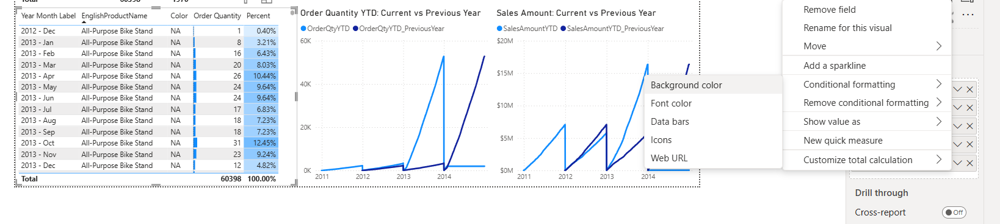 Total 60398 1970
Year Month Label EnglishProductName Color Order Quantity Percent
2012 - Dec All-Purpose Bike Stand NA 1 0.40%
2013 - Jan All-Purpose Bike Stand NA 8 3.21%
2013 - Feb All-Purpose Bike Stand NA 16 6.43%
2013 - Mar All-Purpose Bike Stand NA 20 8.03%
2013 - Apr All-Purpose Bike Stand NA 26 10.44%
2013 - May All-Purpose Bike Stand NA 24 9.64%
2013 - Jun All-Purpose Bike Stand NA 24 9.64%
2013 - Jul All-Purpose Bike Stand NA 17 6.83%
2013 - Aug All-Purpose Bike Stand NA 18 7.23%
2013 - Sep All-Purpose Bike Stand NA 18 7.23%
2013 - Oct All-Purpose Bike Stand NA 31 12.45%
2013 - Nov All-Purpose Bike Stand NA 23 9.24%
2013 - Dec All-Purpose Bike Stand NA 12 4.82%
Total 60398 100.00%
Order Quantity YTD: Current vs Previous Year
OrderQtyYTD OrderQtyYTD_PreviousYear
60K
40K
20K
0K
2011 2012 2013 2014
Sales Amount: Current vs Previous Year
SalesAmountYTD SalesAmountYTD_PreviousYear
$20M
$15M
$10M
$5M
$0M
2011 2012 2013 2014
Background color
Font color
Data bars
Icons
Web URL
Remove field
Rename for this visual
Move
Add a sparkline
Conditional formatting
Remove conditional formatting
Show value as
New quick measure
Customize total calculation
Drill through
Cross-report Off